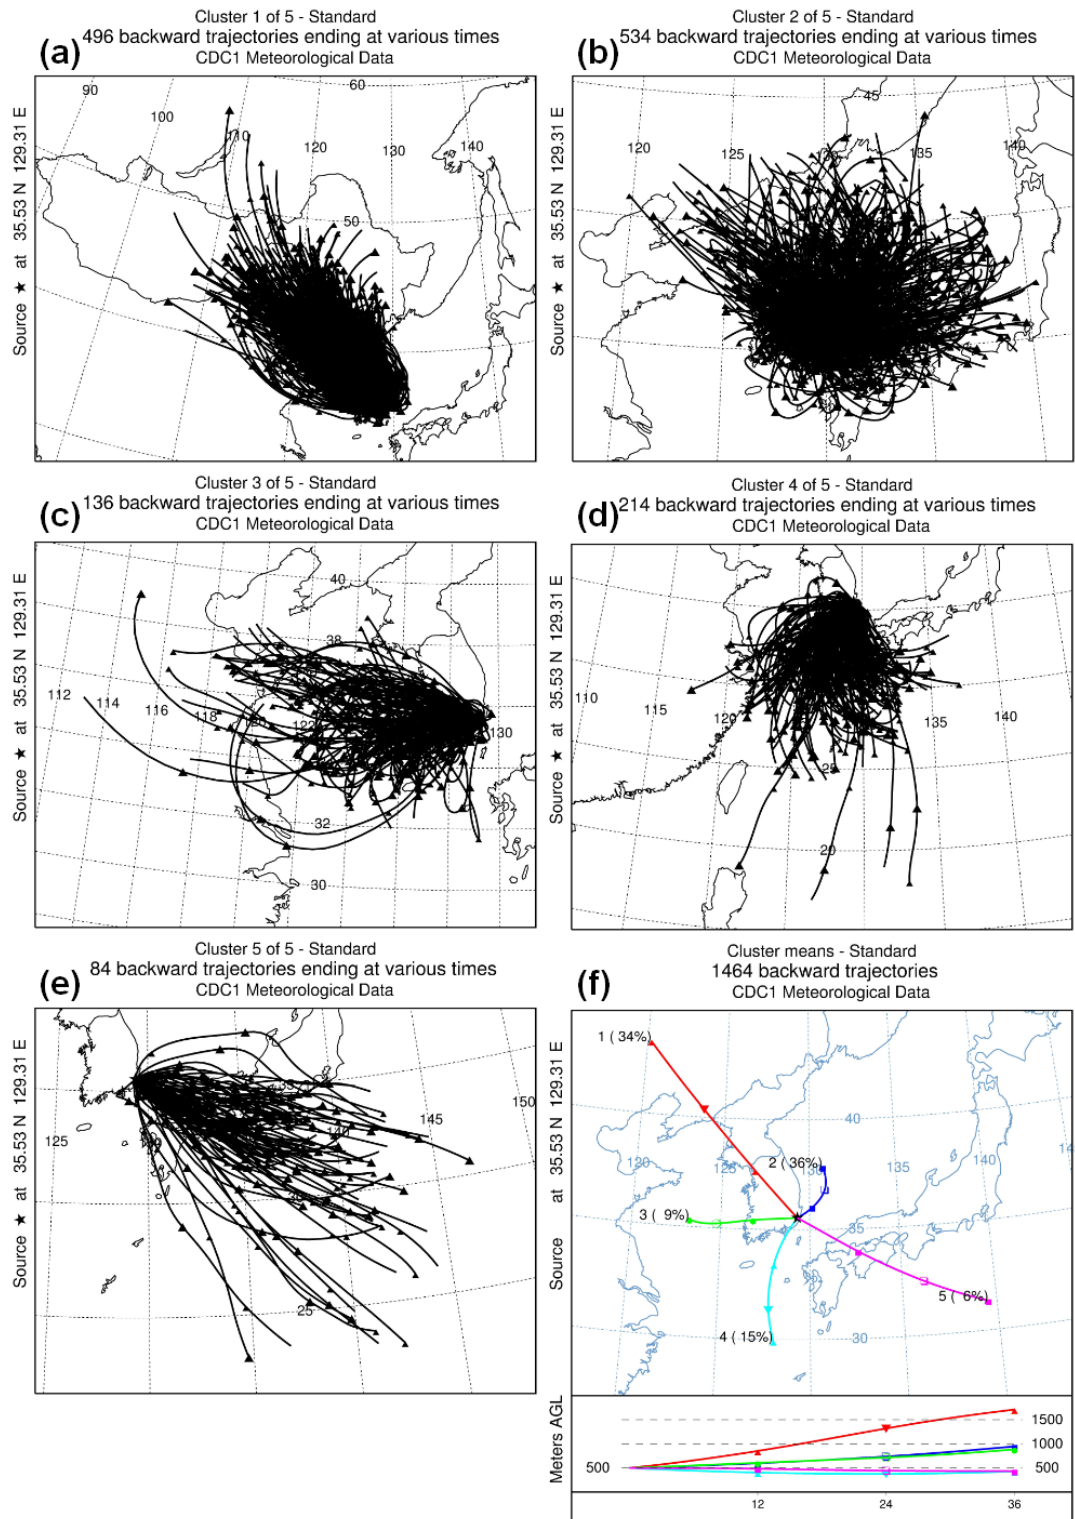 Cluster 1 of 5 - Standard
(a) 496 backward trajectories ending at various times
CDC1 Meteorological Data
Source ★ at 35.53 N 129.31 E
90
100
110
120
130
140
60
50
Cluster 2 of 5 - Standard
(b) 534 backward trajectories ending at various times
CDC1 Meteorological Data
Source ★ at 35.53 N 129.31 E
45
120
125
130
135
140
Cluster 3 of 5 - Standard
(c) 136 backward trajectories ending at various times
CDC1 Meteorological Data
Source ★ at 35.53 N 129.31 E
40
38
112
114
116
118
120
122
130
32
30
Cluster 4 of 5 - Standard
(d) 214 backward trajectories ending at various times
CDC1 Meteorological Data
Source ★ at 35.53 N 129.31 E
110
115
120
135
140
25
20
Cluster 5 of 5 - Standard
(e) 84 backward trajectories ending at various times
CDC1 Meteorological Data
Source ★ at 35.53 N 129.31 E
125
140
145
150
25
Cluster means - Standard
(f) 1464 backward trajectories
CDC1 Meteorological Data
Source at 35.53 N 129.31 E
1 ( 34%)
2 ( 36%)
3 ( 9%)
4 ( 15%)
5 ( 6%)
40
120
125
130
135
140
14
35
30
Meters AGL
1500
1000
500
500
12
24
36